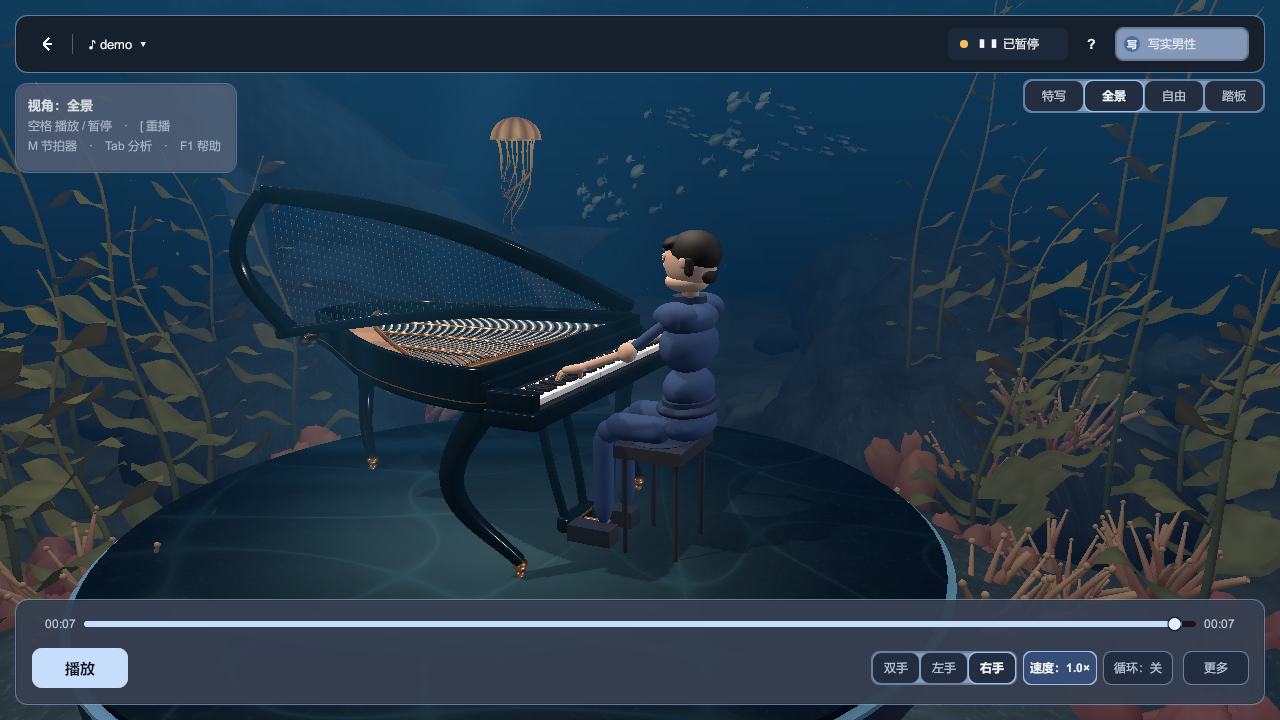 ← ♪ demo ▼
▮▮ 已暂停
?
写 写实男性
视角：全景
空格 播放 / 暂停 · [ 重播
M 节拍器 · Tab 分析 · F1 帮助
特写 全景 自由 踏板
00:07 00:07
播放
双手 左手 右手 速度：1.0× 循环：关 更多